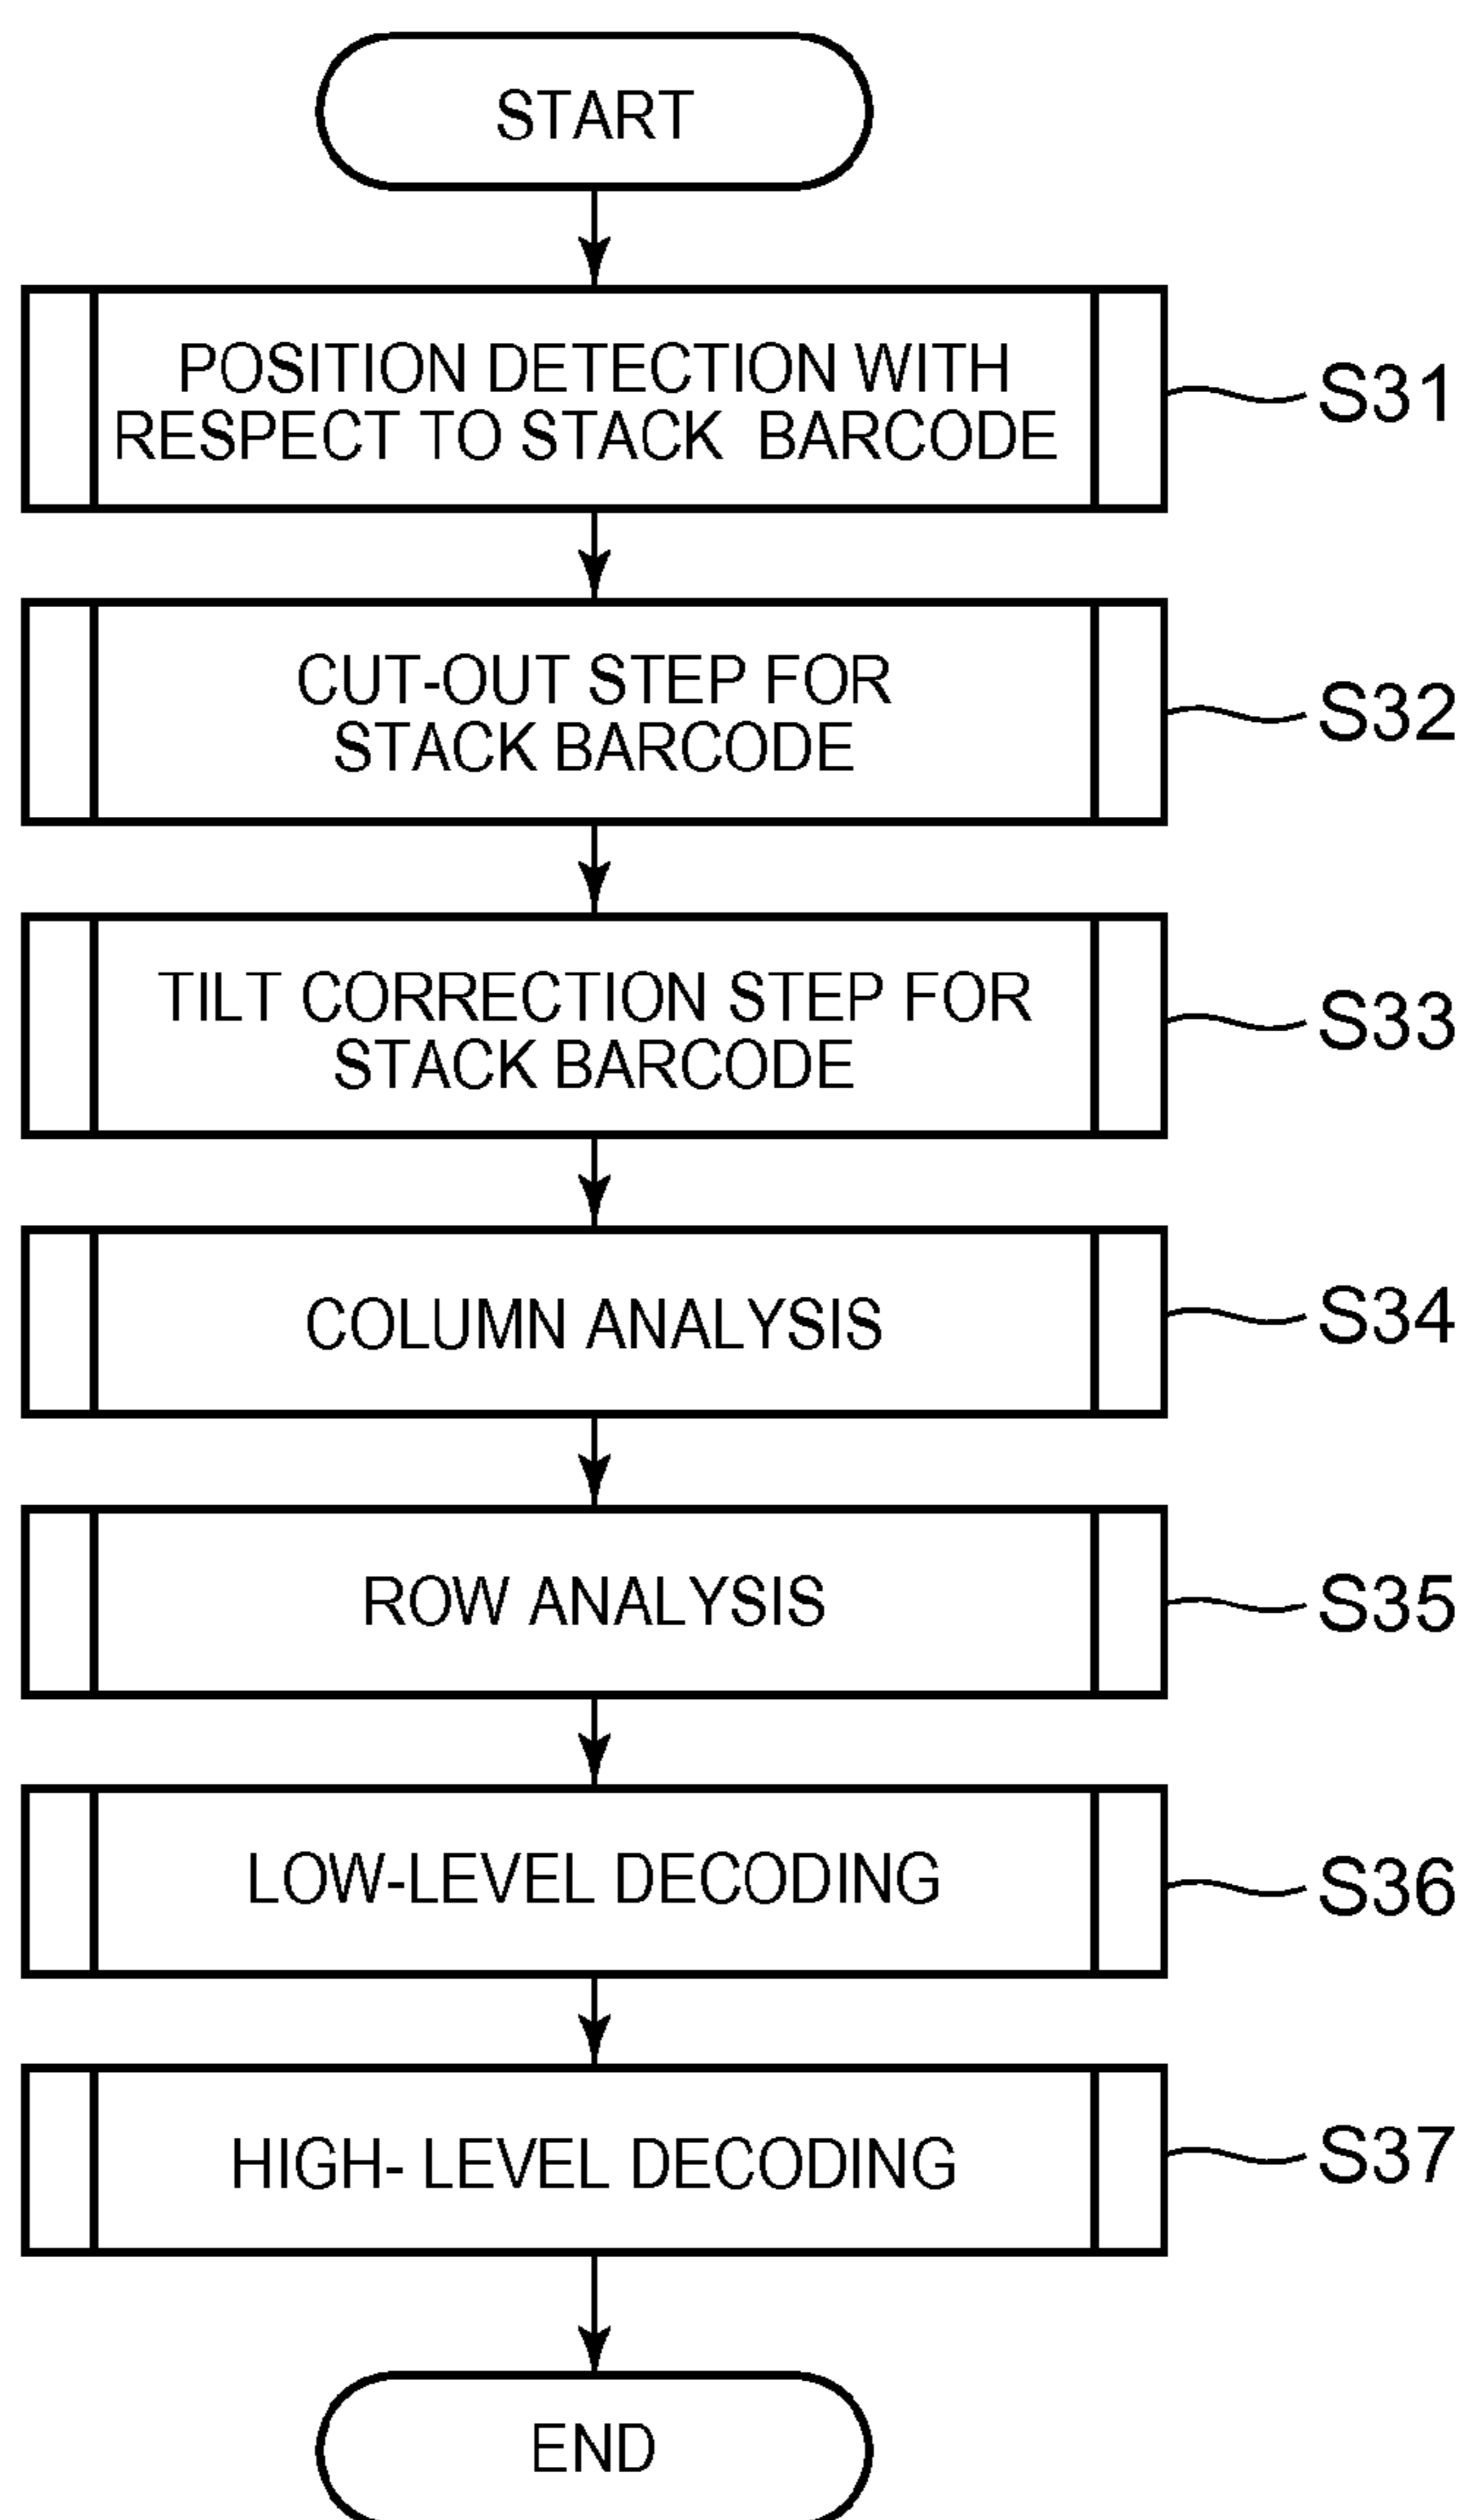 START
POSITION DETECTION WITH
RESPECT TO STACK BARCODE
S31
CUT-OUT STEP FOR
STACK BARCODE
S32
TILT CORRECTION STEP FOR
STACK BARCODE
S33
COLUMN ANALYSIS
S34
ROW ANALYSIS
S35
LOW-LEVEL DECODING
S36
HIGH- LEVEL DECODING
S37
END